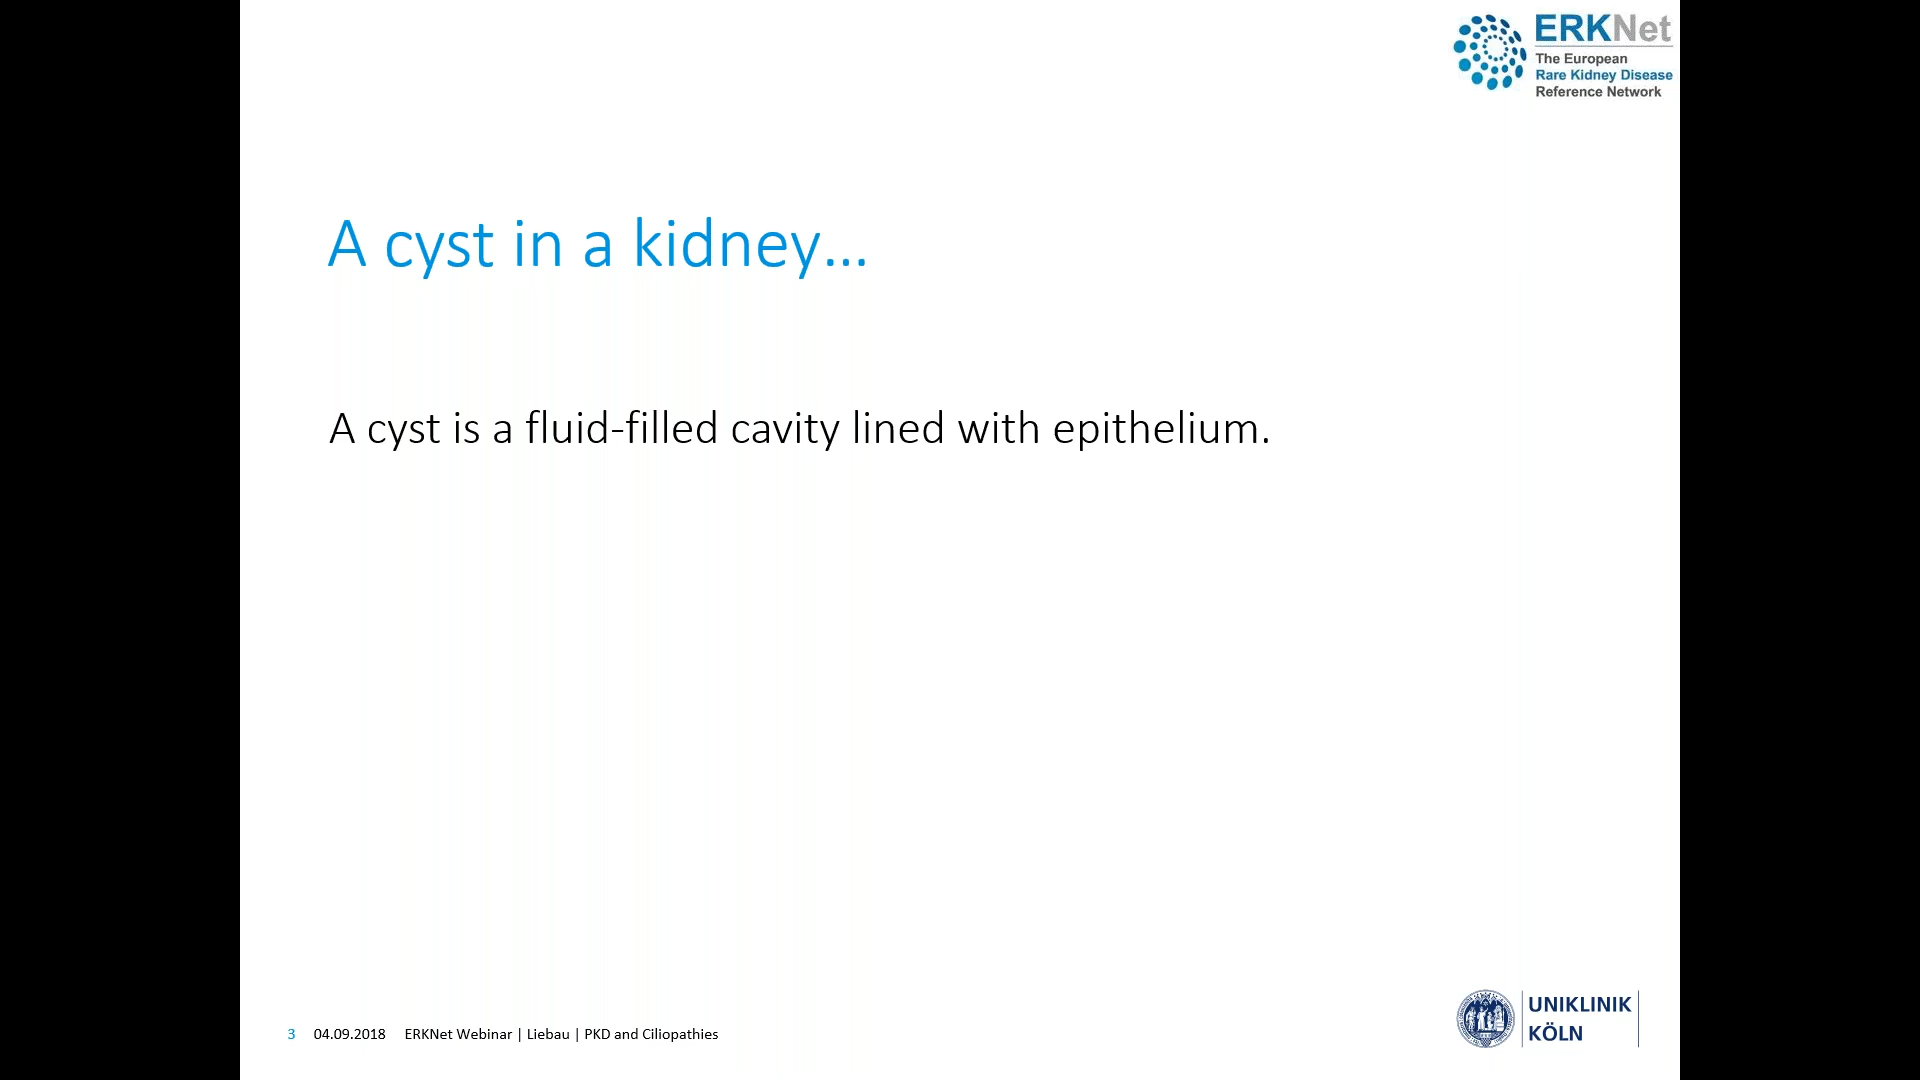 ERKNet
The European
Rare Kidney Disease
Reference Network
A cyst in a kidney…
A cyst is a fluid-filled cavity lined with epithelium.
3 04.09.2018 ERKNet Webinar | Liebau | PKD and Ciliopathies
UNIKLINIK
KÖLN